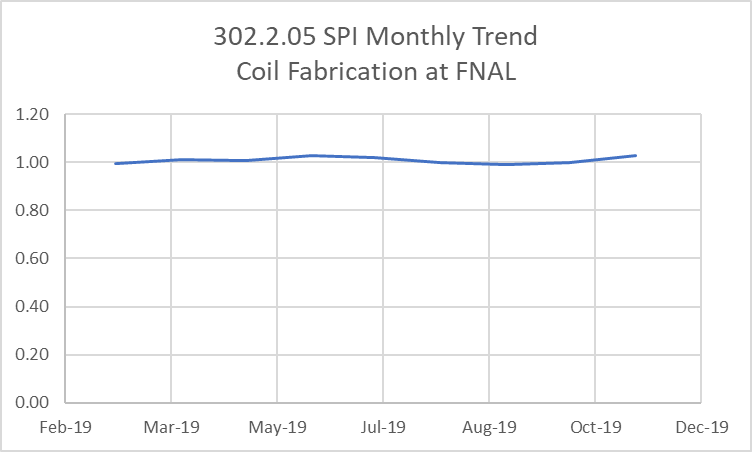 302.2.05 SPI Monthly Trend
Coil Fabrication at FNAL
1.20
1.00
0.80
0.60
0.40
0.20
0.00
Feb-19 Mar-19 May-19 Jul-19 Aug-19 Oct-19 Dec-19